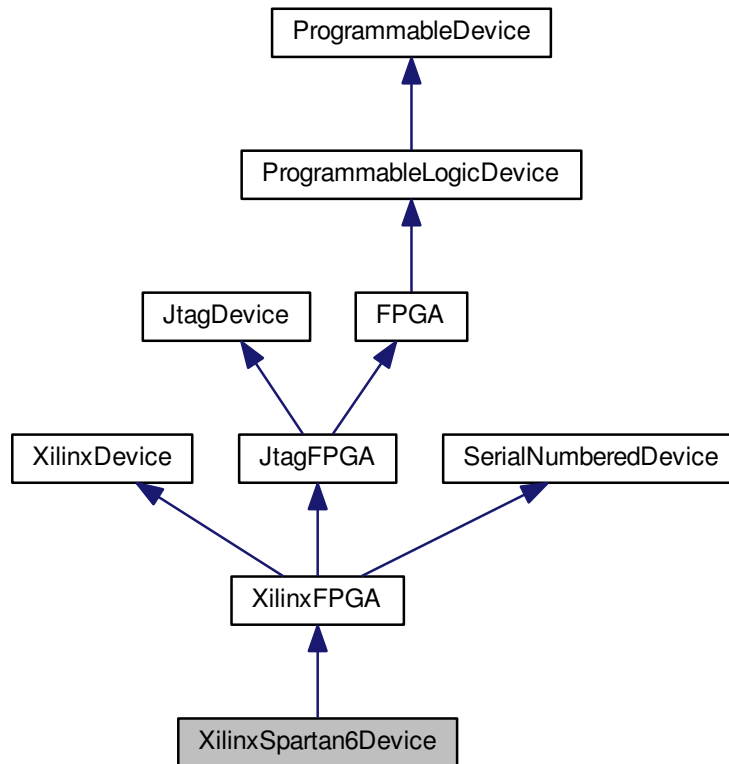 ProgrammableDevice
ProgrammableLogicDevice
JtagDevice
FPGA
XilinxDevice
JtagFPGA
SerialNumberedDevice
XilinxFPGA
XilinxSpartan6Device